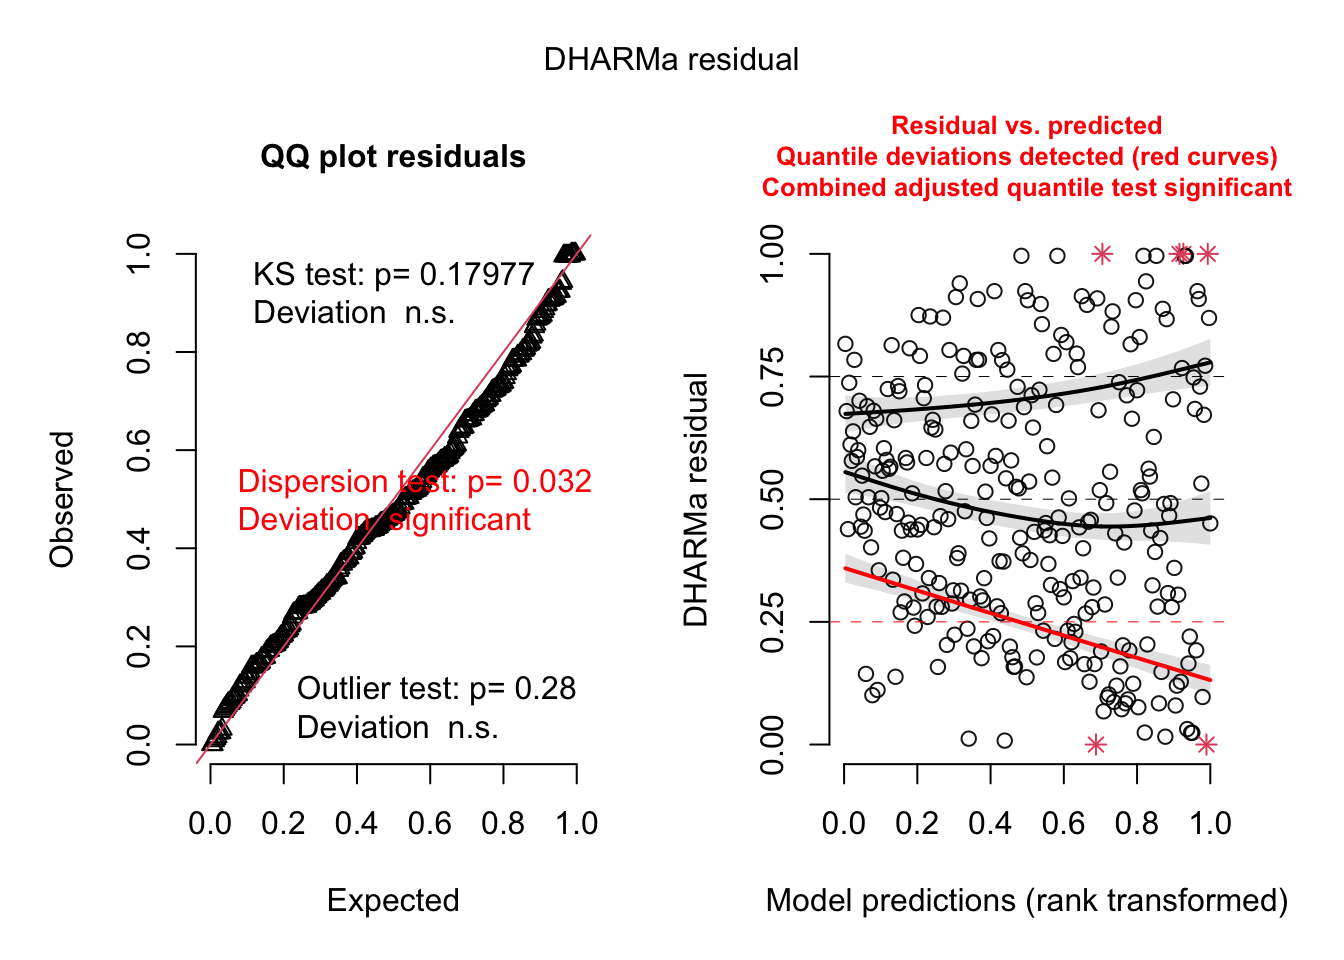 DHARMa residual
QQ plot residuals
KS test: p= 0.17977
Deviation  n.s.
Dispersion test: p= 0.032
Deviation  significant
Outlier test: p= 0.28
Deviation  n.s.
Observed
0.0
0.2
0.4
0.6
0.8
1.0
0.0 0.2 0.4 0.6 0.8 1.0
Expected
Residual vs. predicted
Quantile deviations detected (red curves)
Combined adjusted quantile test significant
DHARMa residual
0.00
0.25
0.50
0.75
1.00
0.0 0.2 0.4 0.6 0.8 1.0
Model predictions (rank transformed)